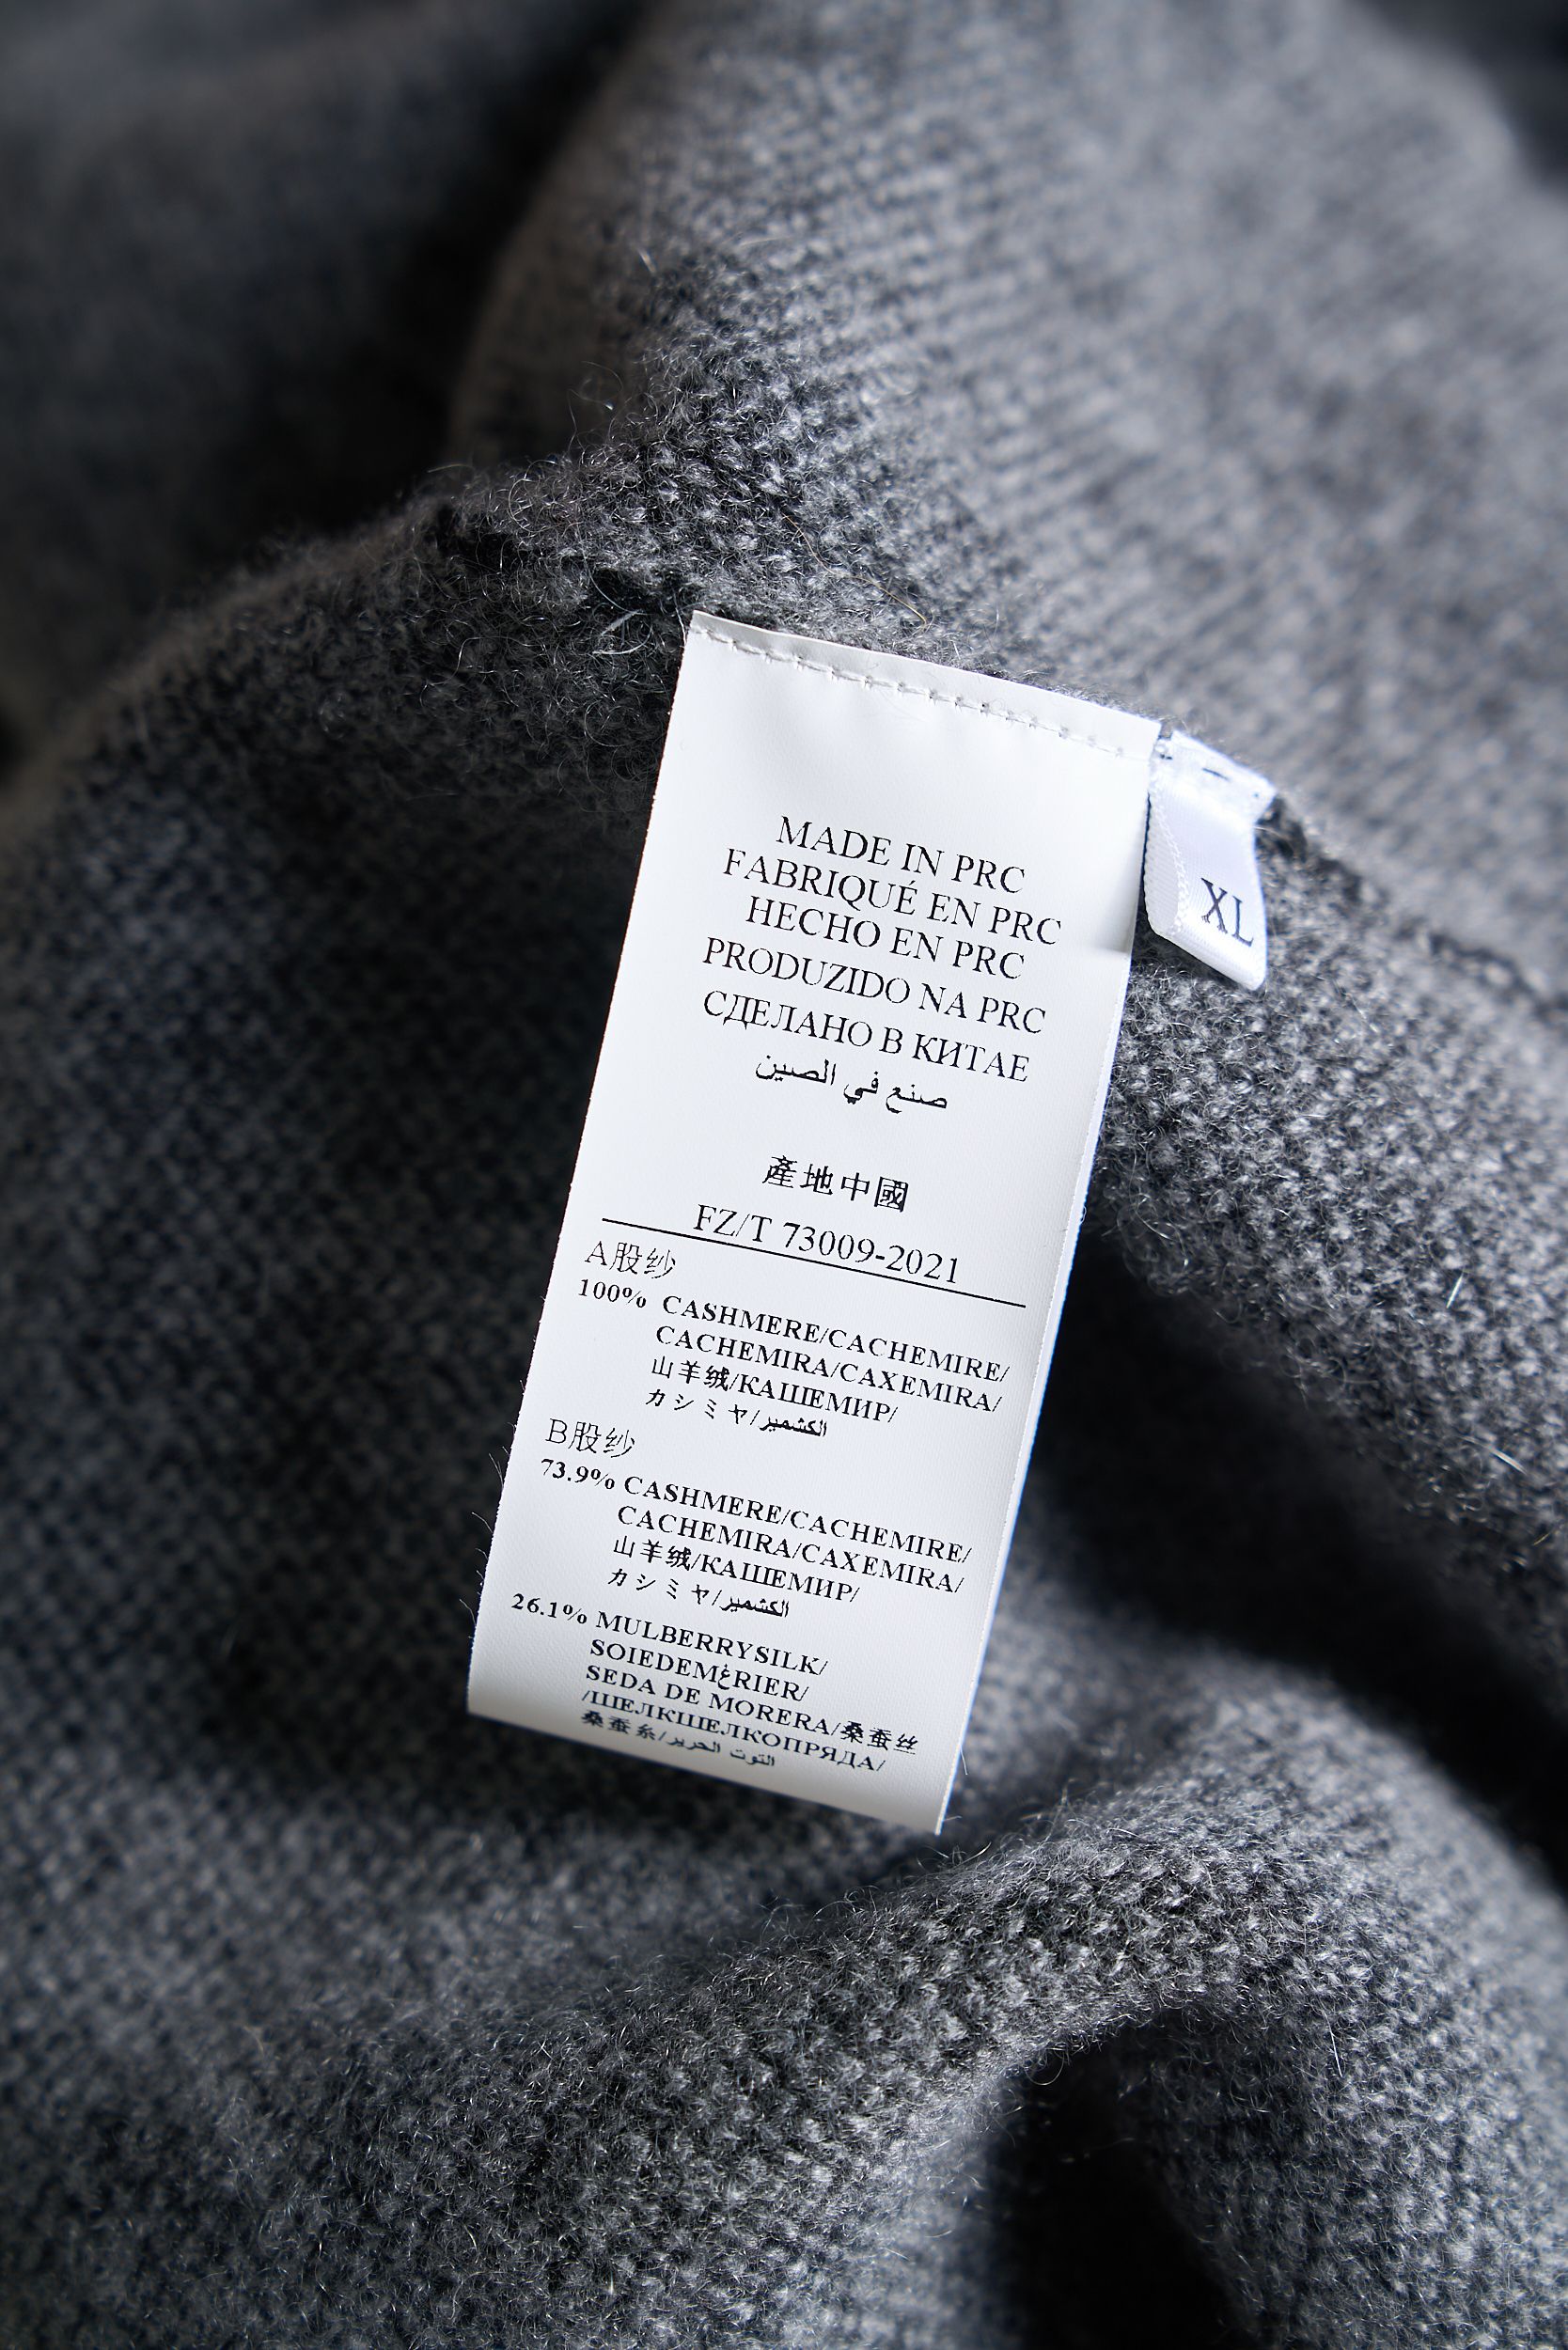 MADE IN PRC
FABRIQUÉ EN PRC
HECHO EN PRC
PRODUZIDO NA PRC
СДЕЛАНО В КИТАЕ
صنع في الصين
產地中國
FZ/T 73009-2021
A股纱
100% CASHMERE/CACHEMIRE/
CACHEMIRA/CAXEMIRA/
山羊绒/КАШЕМИР/
カシミヤ/الكشمير
B股纱
73.9% CASHMERE/CACHEMIRE/
CACHEMIRA/CAXEMIRA/
山羊绒/КАШЕМИР/
カシミヤ/الكشمير
26.1% MULBERRYSILK/
SOIEDEMغRIER/
SEDA DE MORERA/桑蚕丝
/ШЕЛКШЕЛКОПРЯДА/
桑蚕糸/التوت الحرير
XL